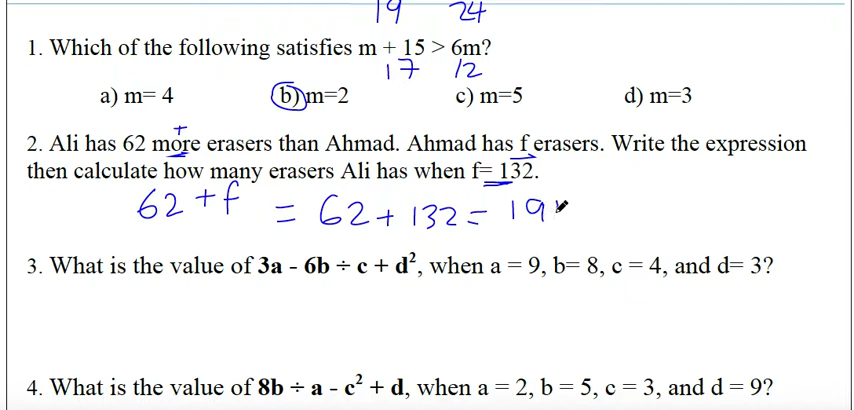 19 24
1. Which of the following satisfies m + 15 > 6m?
17 12
a) m= 4 b) m=2 c) m=5 d) m=3
+
2. Ali has 62 more erasers than Ahmad. Ahmad has f erasers. Write the expression
then calculate how many erasers Ali has when f= 132.
62 + f = 62 + 132 = 19
3. What is the value of 3a - 6b ÷ c + d², when a = 9, b= 8, c = 4, and d= 3?
4. What is the value of 8b ÷ a - c² + d, when a = 2, b = 5, c = 3, and d = 9?